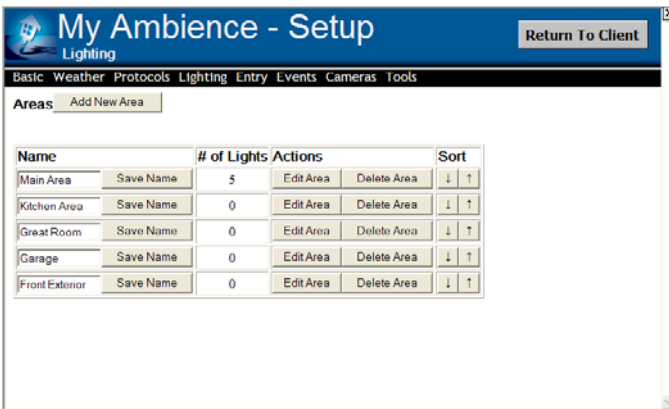 My Ambience - Setup
Lighting
Return To Client
Basic Weather Protocols Lighting Entry Events Cameras Tools
Areas Add New Area
Name # of Lights Actions Sort
Main Area Save Name 5 Edit Area Delete Area ↓ ↑
Kitchen Area Save Name 0 Edit Area Delete Area ↓ ↑
Great Room Save Name 0 Edit Area Delete Area ↓ ↑
Garage Save Name 0 Edit Area Delete Area ↓ ↑
Front Exterior Save Name 0 Edit Area Delete Area ↓ ↑